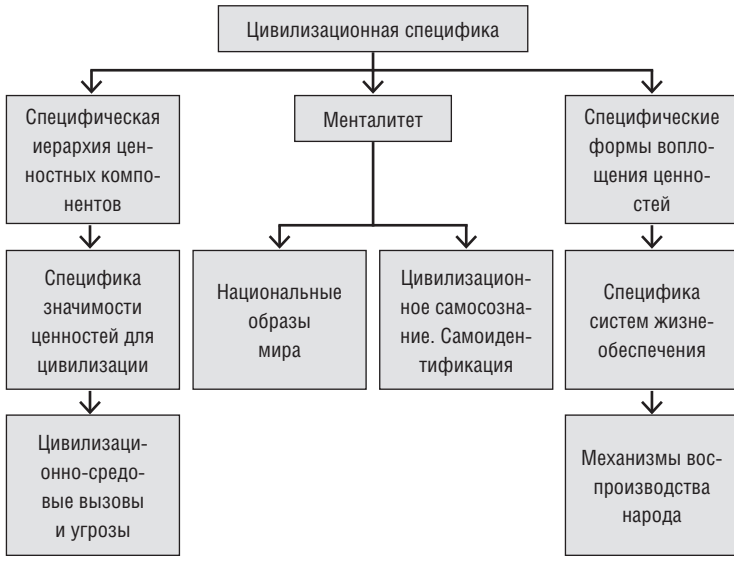 Цивилизационная специфика
Специфическая
иерархия цен-
ностных компо-
нентов
Менталитет
Специфические
формы вопло-
щения ценно-
стей
Специфика
значимости
ценностей для
цивилизации
Национальные
образы
мира
Цивилизацион-
ное самосозна-
ние. Самоиден-
тификация
Специфика
систем жизне-
обеспечения
Цивилизаци-
онно-средо-
вые вызовы
и угрозы
Механизмы вос-
производства
народа